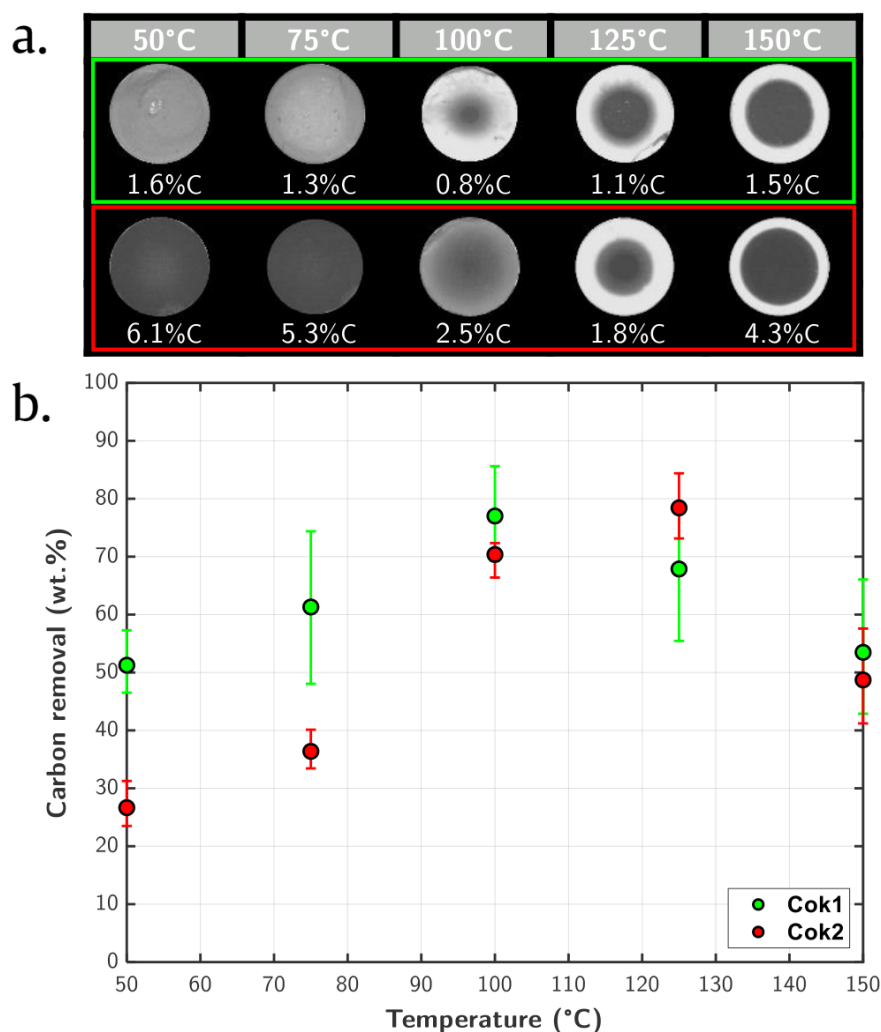 a.
50°C 75°C 100°C 125°C 150°C
1.6%C 1.3%C 0.8%C 1.1%C 1.5%C
6.1%C 5.3%C 2.5%C 1.8%C 4.3%C
b.
100
90
80
70
60
50
40
30
20
10
0
Carbon removal (wt.%)
50 60 70 80 90 100 110 120 130 140 150
Temperature (°C)
Cok1
Cok2